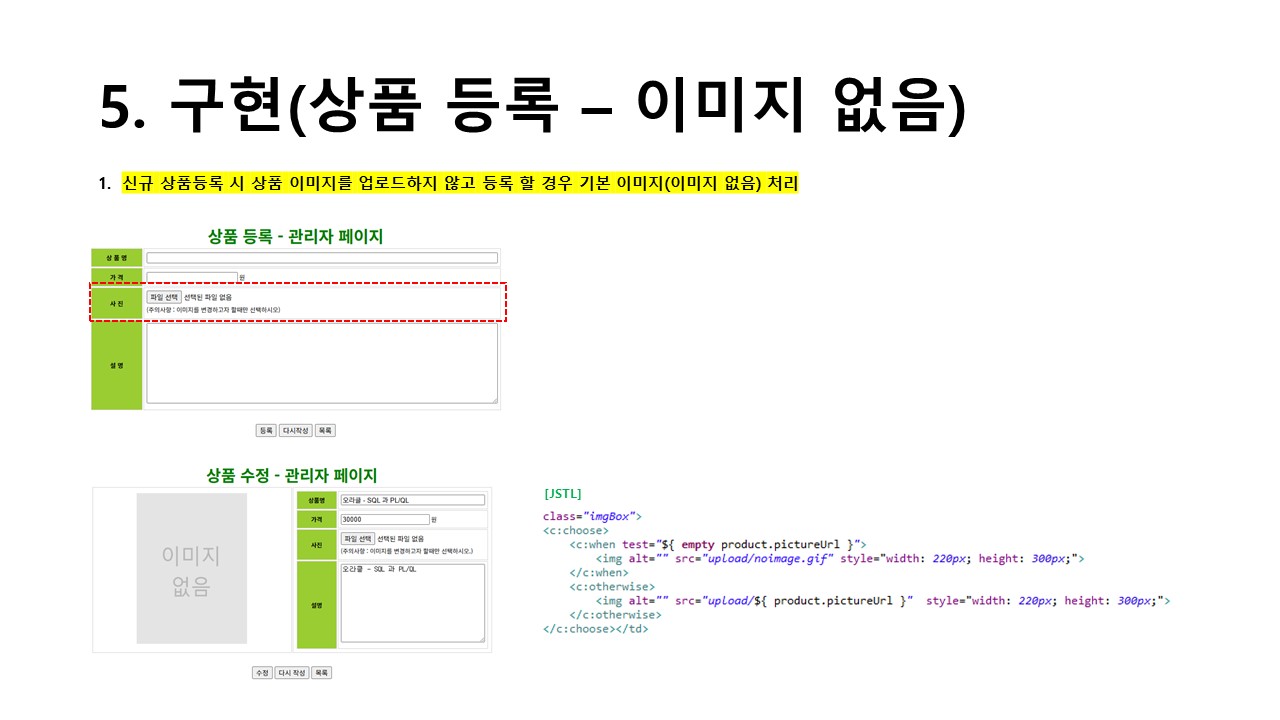 5. 구현(상품 등록 – 이미지 없음)
1. 신규 상품등록 시 상품 이미지를 업로드하지 않고 등록 할 경우 기본 이미지(이미지 없음) 처리
상품 등록 - 관리자 페이지
상 품 명
가 격 원
사 진 파일 선택 선택된 파일 없음
(주의사항 : 이미지를 변경하고자 할때만 선택하시오)
설 명
등록 다시작성 목록
상품 수정 - 관리자 페이지
이미지
없음
상품명 오라클 - SQL 과 PL/QL
가격 30000 원
사진 파일 선택 선택된 파일 없음
(주의사항 : 이미지를 변경하고자 할때만 선택하시오.)
설명 오라클 - SQL 과 PL/QL
수정 다시 작성 목록
[JSTL]
class="imgBox">
<c:choose>
<c:when test="${ empty product.pictureUrl }">
<img alt="" src="upload/noimage.gif" style="width: 220px; height: 300px;">
</c:when>
<c:otherwise>
<img alt="" src="upload/${ product.pictureUrl }" style="width: 220px; height: 300px;">
</c:otherwise>
</c:choose></td>